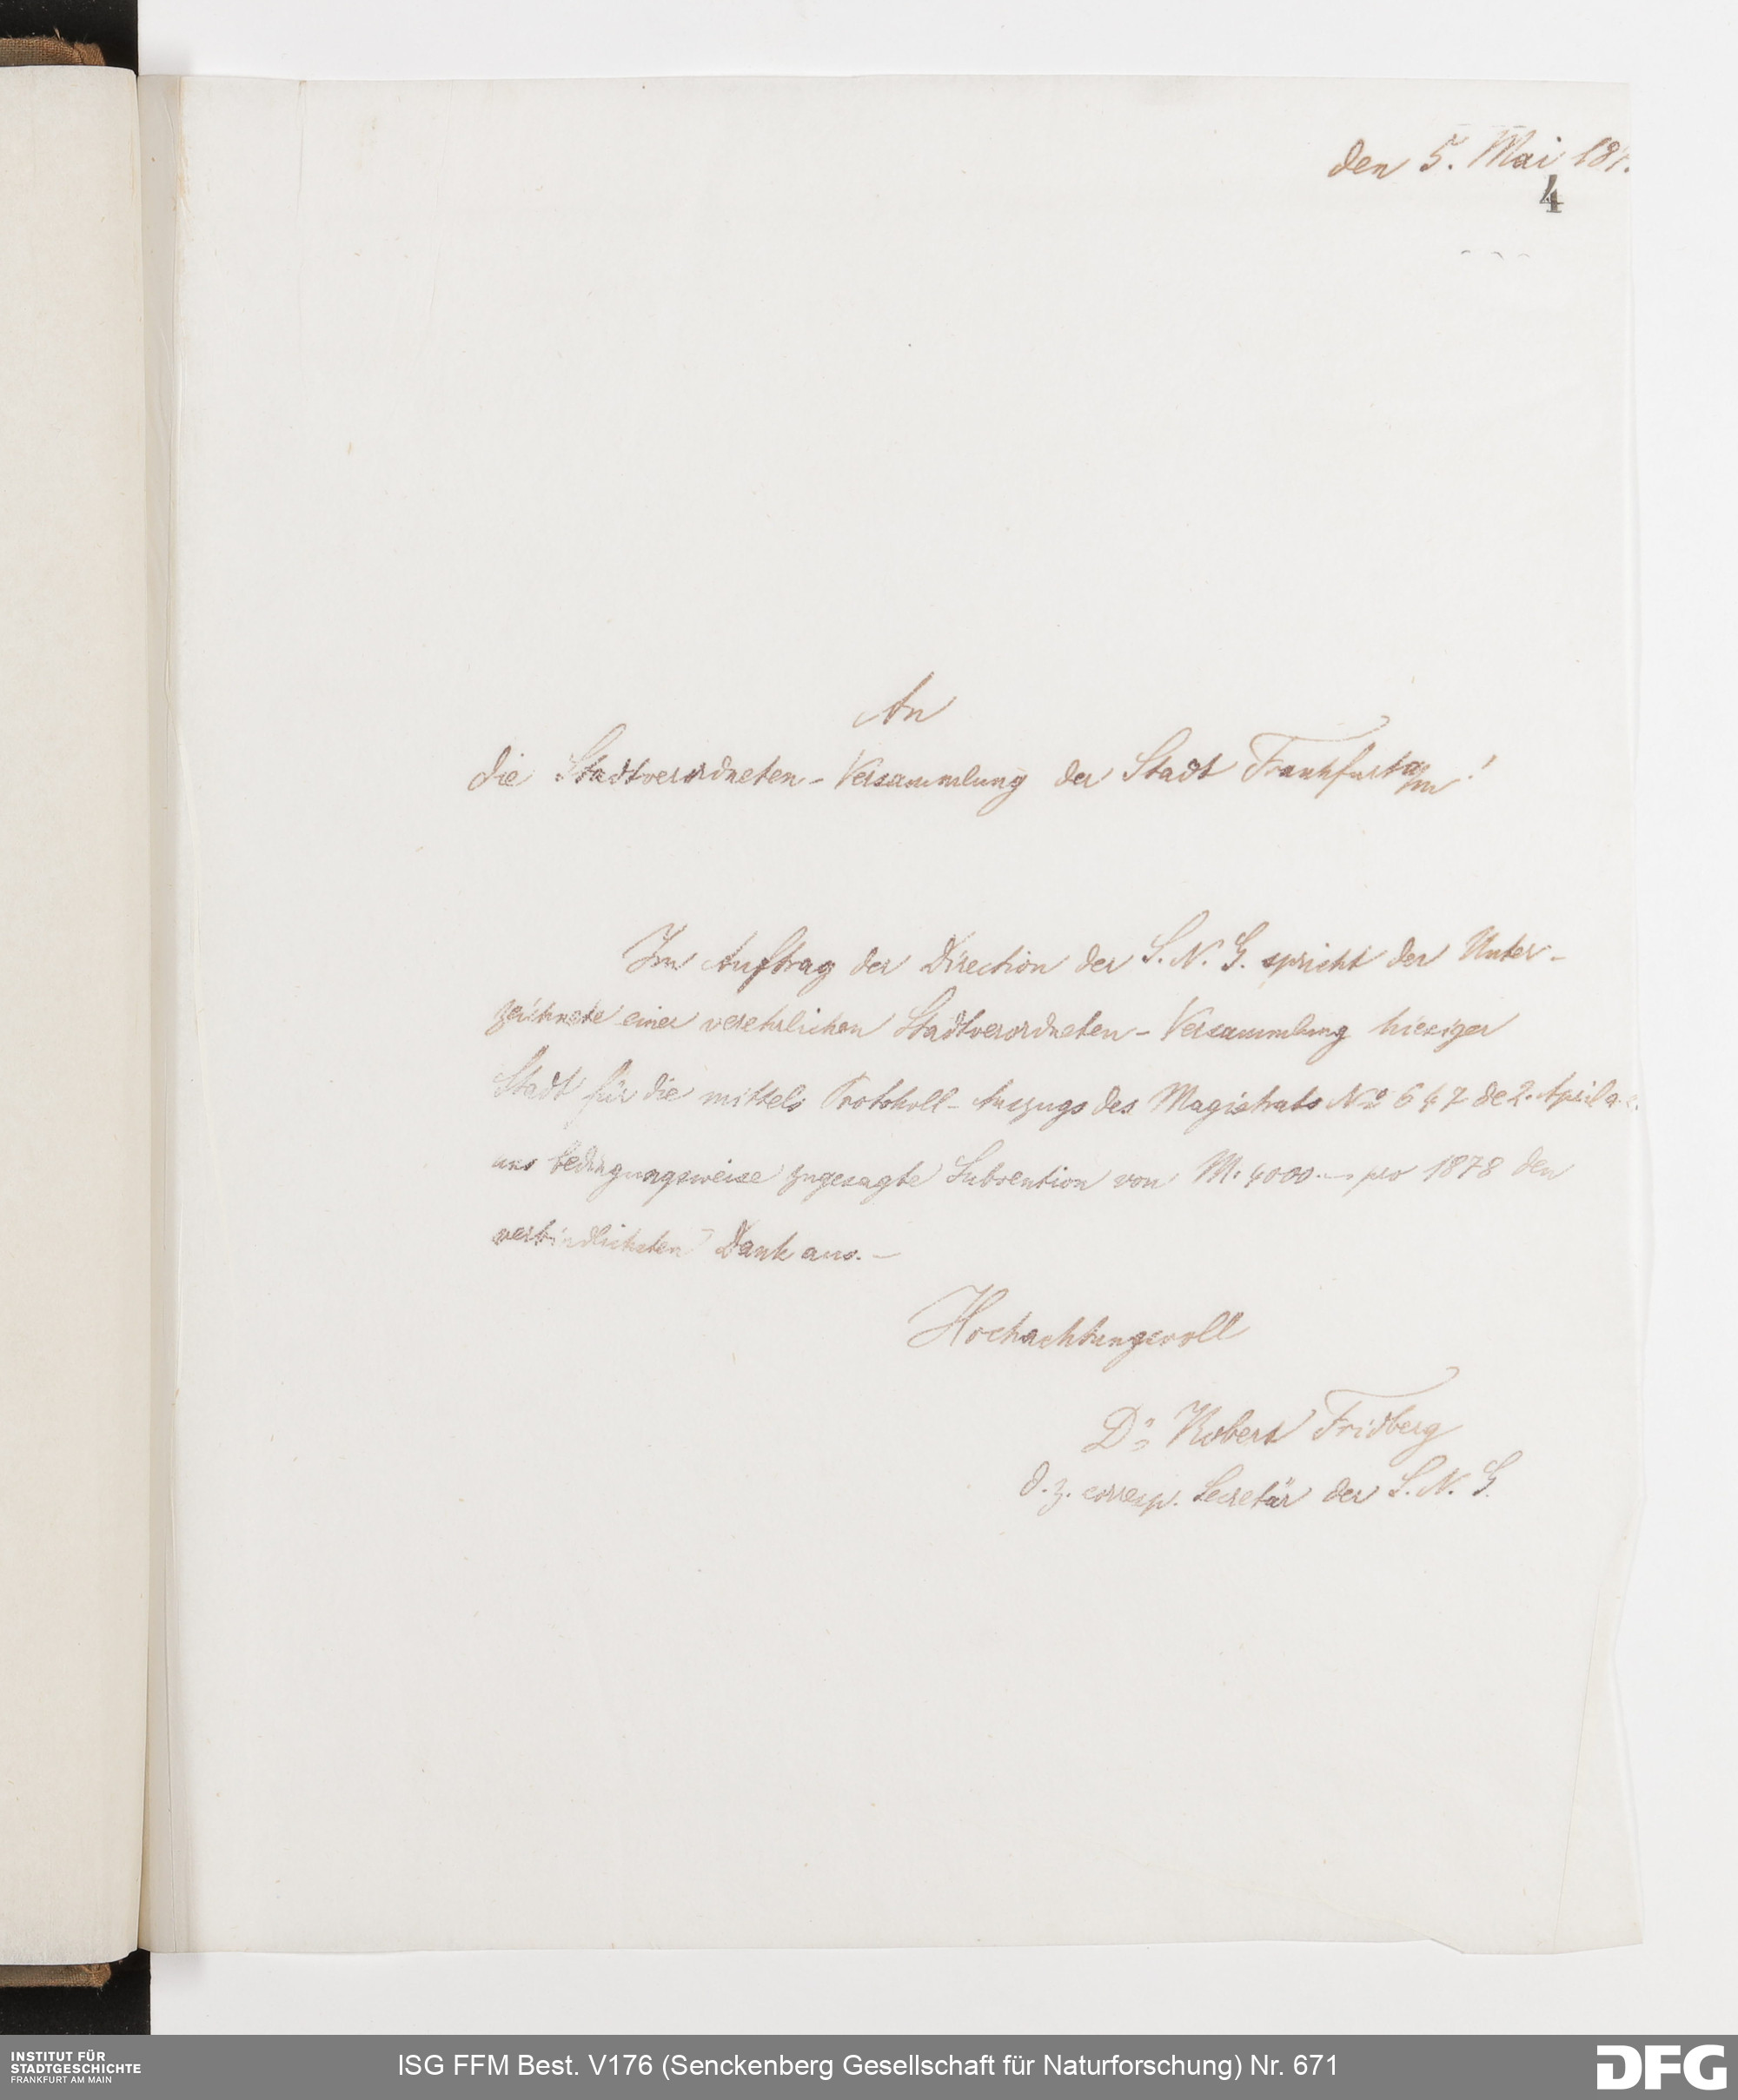 den 5. Mai 187.
4
An
die Stadtverordneten-Versammlung der Stadt Frankfurt a/m!
Im Auftrag der Direction der S. N. G. spricht der Unter-
zeichnete einer verehrlichen Stadtverordneten-Versammlung hiesiger
Stadt für die mittels Protokoll-Auszugs des Magistrats No 647 de 2. April a. c.
uns bedingungsweise zugesagte Subvention von M. 4000.— pro 1878 den
verbindlichsten Dank aus. —
Hochachtungsvoll
Dr. Robert Fridberg
d. z. corresp. Secretär der S. N. G.
INSTITUT FÜR
STADTGESCHICHTE
FRANKFURT AM MAIN
ISG FFM Best. V176 (Senckenberg Gesellschaft für Naturforschung) Nr. 671
DFG